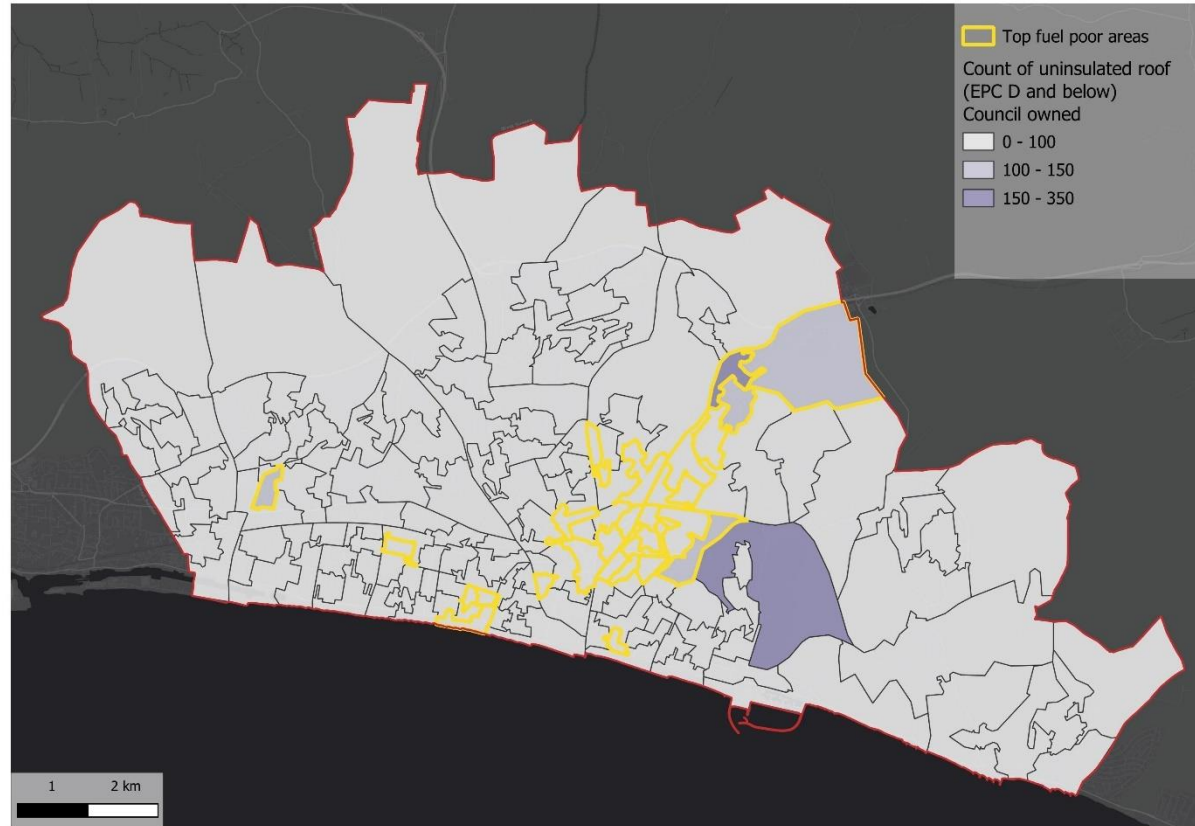 Top fuel poor areas
Count of uninsulated roof
(EPC D and below)
Council owned
0 - 100
100 - 150
150 - 350
1 2 km